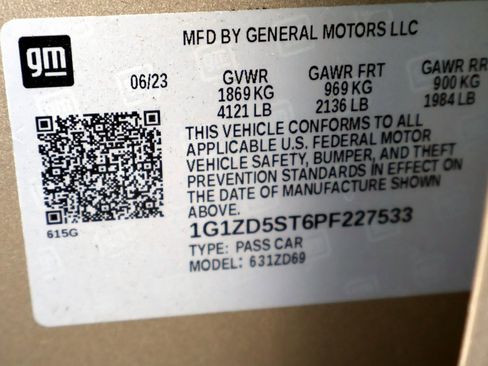 gm
MFD BY GENERAL MOTORS LLC
06/23 GVWR GAWR FRT GAWR RR
1869 KG 969 KG 900 KG
4121 LB 2136 LB 1984 LB
THIS VEHICLE CONFORMS TO ALL
APPLICABLE U.S. FEDERAL MOTOR
VEHICLE SAFETY, BUMPER, AND THEFT
PREVENTION STANDARDS IN EFFECT ON
THE DATE OF MANUFACTURE SHOWN
ABOVE.
615G
1G1ZD5ST6PF227533
TYPE: PASS CAR
MODEL: 631ZD69